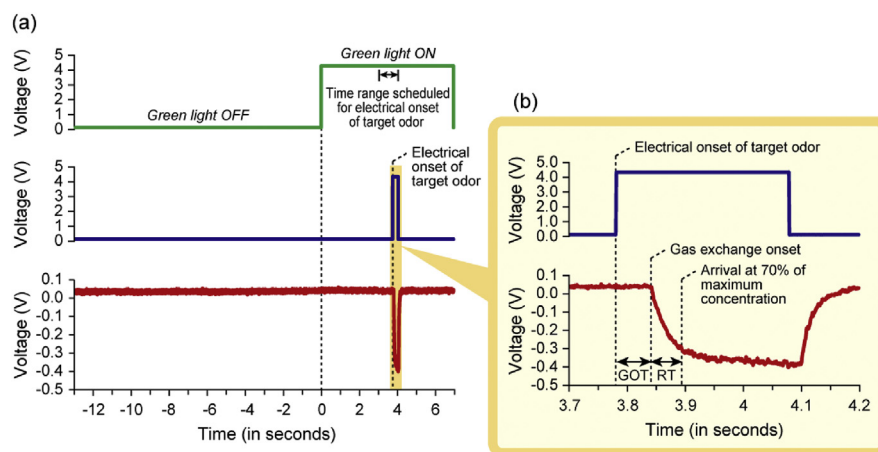 (a)
Voltage (V)
5
4
3
2
1
0
Green light ON
Time range scheduled
for electrical onset
of target odor
Green light OFF
Voltage (V)
5
4
3
2
1
0
Electrical
onset of
target odor
Voltage (V)
0.1
0.0
-0.1
-0.2
-0.3
-0.4
-0.5
-12 -10 -8 -6 -4 -2 0 2 4 6
Time (in seconds)
(b)
Voltage (V)
5.0
4.0
3.0
2.0
1.0
0.0
Electrical onset of target odor
Gas exchange onset
Arrival at 70% of
maximum
concentration
Voltage (V)
0.1
0.0
-0.1
-0.2
-0.3
-0.4
-0.5
GOT RT
3.7 3.8 3.9 4 4.1 4.2
Time (in seconds)